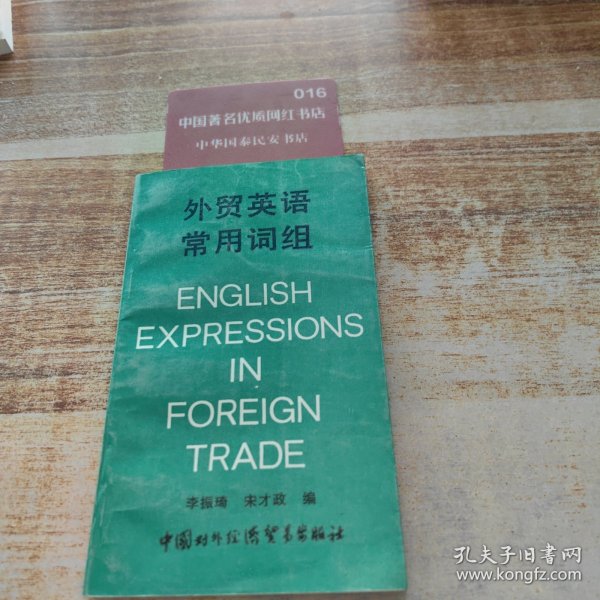 016
中国著名优质网红书店
中华国泰民安书店
外贸英语
常用词组
ENGLISH
EXPRESSIONS
IN
FOREIGN
TRADE
李振琦 宋才政 编
中國对外经济贸易出版社
孔夫子旧书网
www.kongfz.com